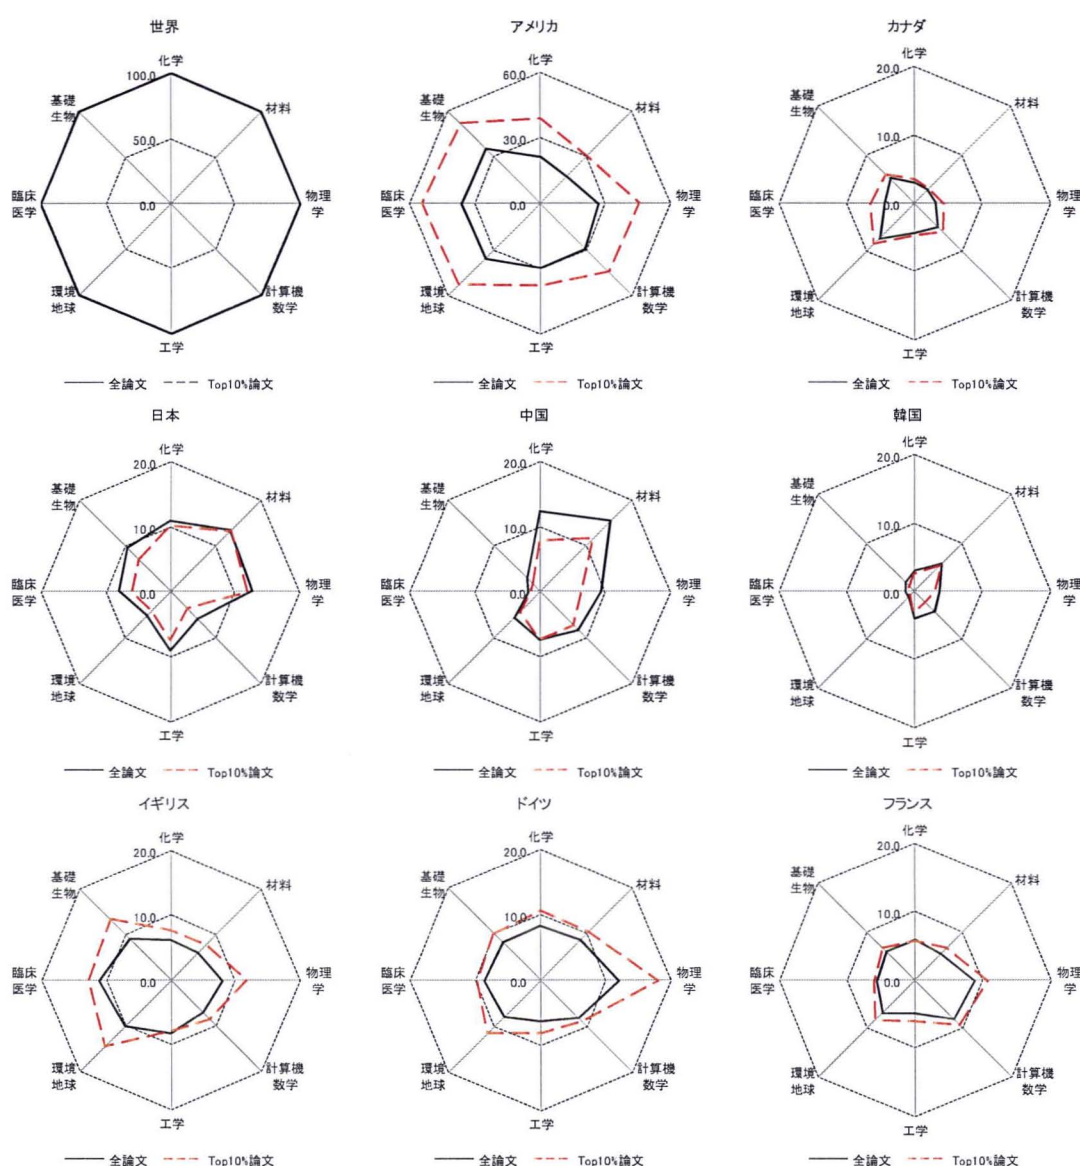 世界
化学
100.0
50.0
0.0
材料
物理
学
計算機
数学
工学
環境
地球
臨床
医学
基礎
生物
全論文
Top10%論文
アメリカ
化学
60.0
30.0
0.0
材料
物理
学
計算機
数学
工学
環境
地球
臨床
医学
基礎
生物
全論文
Top10%論文
カナダ
化学
20.0
10.0
0.0
材料
物理
学
計算機
数学
工学
環境
地球
臨床
医学
基礎
生物
全論文
Top10%論文
日本
化学
20.0
10.0
0.0
材料
物理
学
計算機
数学
工学
環境
地球
臨床
医学
基礎
生物
全論文
Top10%論文
中国
化学
20.0
10.0
0.0
材料
物理
学
計算機
数学
工学
環境
地球
臨床
医学
基礎
生物
全論文
Top10%論文
韓国
化学
20.0
10.0
0.0
材料
物理
学
計算機
数学
工学
環境
地球
臨床
医学
基礎
生物
全論文
Top10%論文
イギリス
化学
20.0
10.0
0.0
材料
物理
学
計算機
数学
工学
環境
地球
臨床
医学
基礎
生物
全論文
Top10%論文
ドイツ
化学
20.0
10.0
0.0
材料
物理
学
計算機
数学
工学
環境
地球
臨床
医学
基礎
生物
全論文
Top10%論文
フランス
化学
20.0
10.0
0.0
材料
物理
学
計算機
数学
工学
環境
地球
臨床
医学
基礎
生物
全論文
Top10%論文